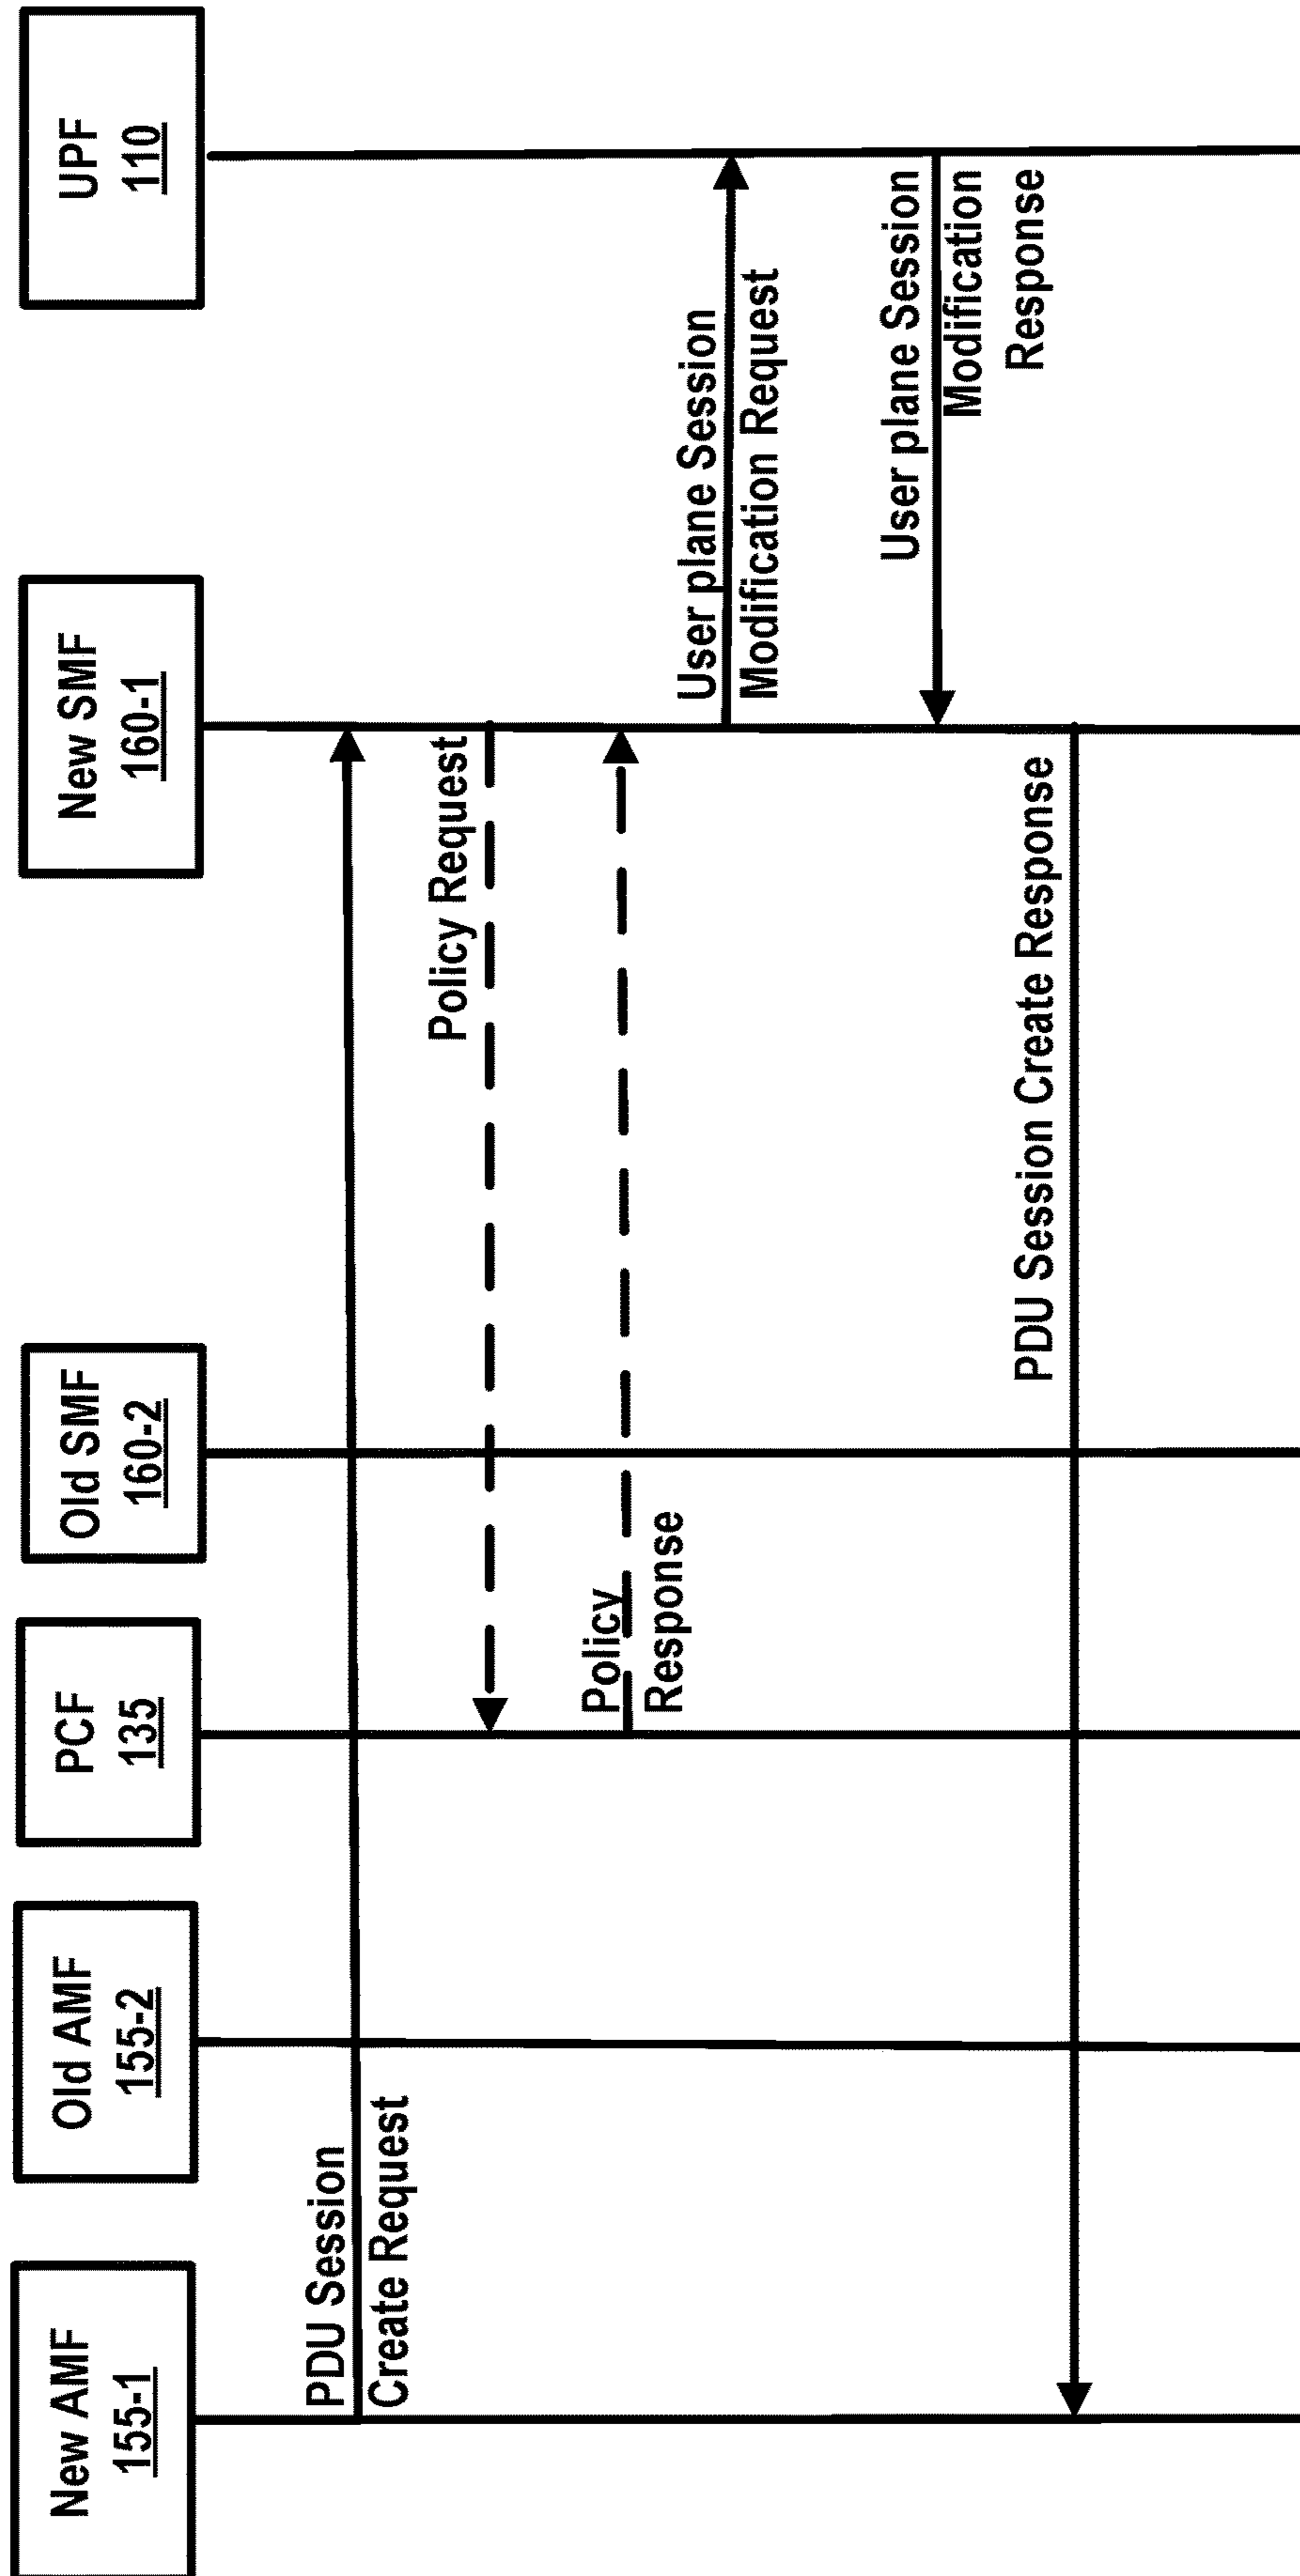 New AMF
155-1
Old AMF
155-2
PCF
135
Old SMF
160-2
New SMF
160-1
UPF
110
PDU Session
Create Request
Policy Request
Policy
Response
User plane Session
Modification Request
User plane Session
Modification
Response
PDU Session Create Response